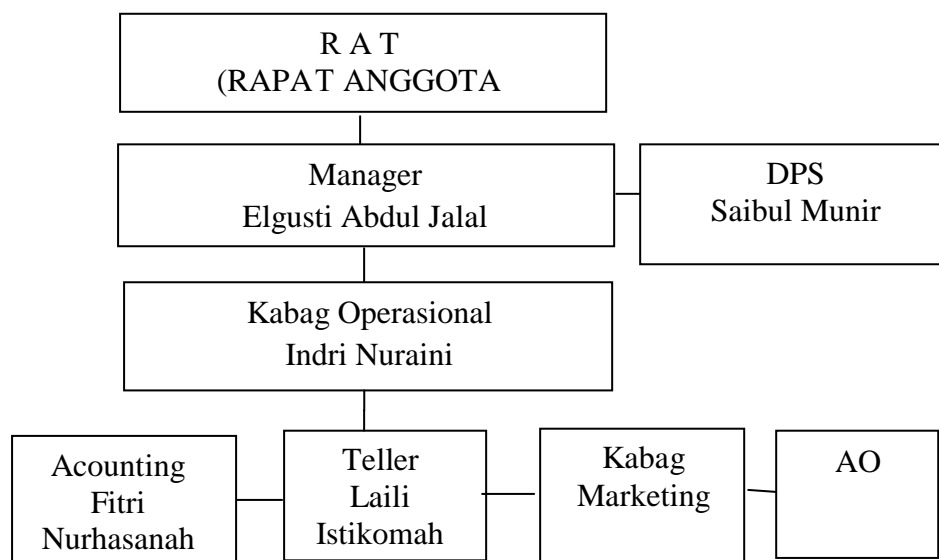 R A T
(RAPAT ANGGOTA
Manager
Elgusti Abdul Jalal
DPS
Saibul Munir
Kabag Operasional
Indri Nuraini
Acounting
Fitri
Nurhasanah
Teller
Laili
Istikomah
Kabag
Marketing
AO